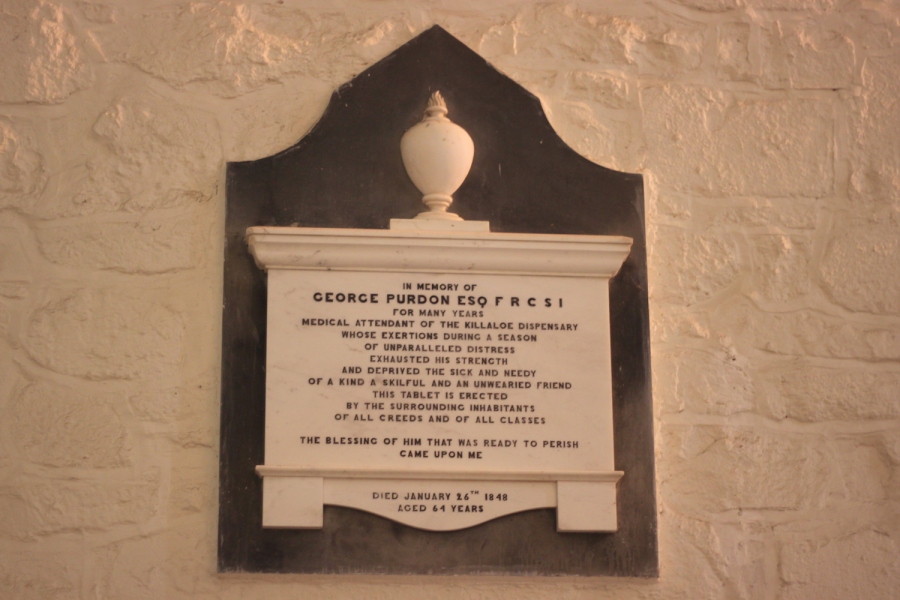 IN MEMORY OF
GEORGE PURDON ESQ F R C S I
FOR MANY YEARS
MEDICAL ATTENDANT OF THE KILLALOE DISPENSARY
WHOSE EXERTIONS DURING A SEASON
OF UNPARALLELED DISTRESS
EXHAUSTED HIS STRENGTH
AND DEPRIVED THE SICK AND NEEDY
OF A KIND A SKILFUL AND AN UNWEARIED FRIEND
THIS TABLET IS ERECTED
BY THE SURROUNDING INHABITANTS
OF ALL CREEDS AND OF ALL CLASSES
THE BLESSING OF HIM THAT WAS READY TO PERISH
CAME UPON ME
DIED JANUARY 26TH 1848
AGED 64 YEARS